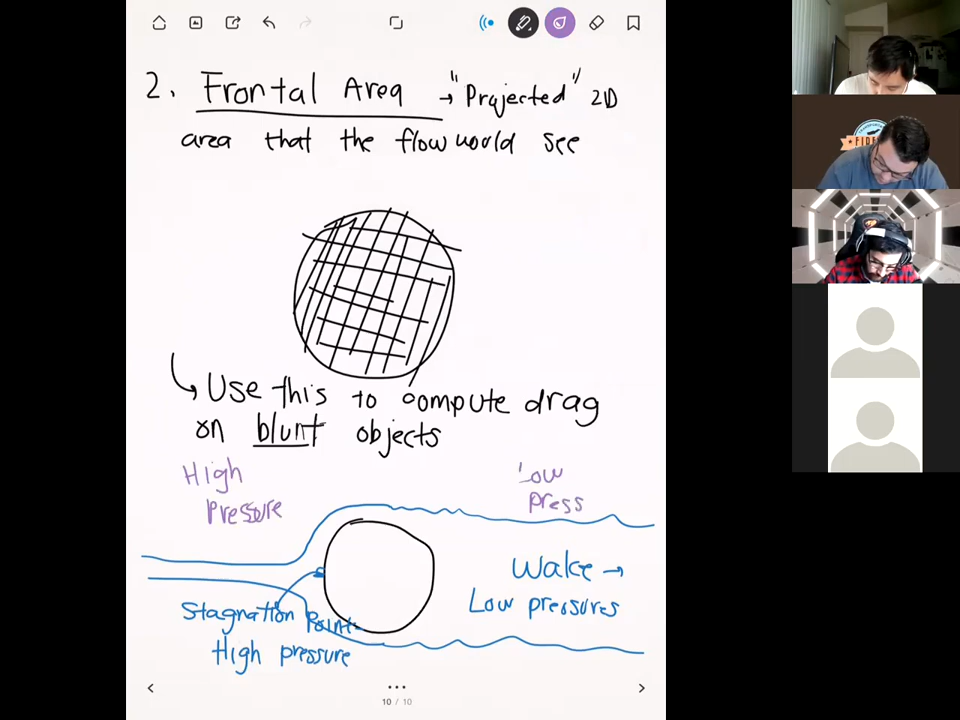 2. Frontal Area → "Projected" 2D
area that the flow would see
Use this to compute drag
on blunt objects
High
Pressure
Low
press
Wake →
Low pressures
Stagnation Point-
High pressure
10 / 10